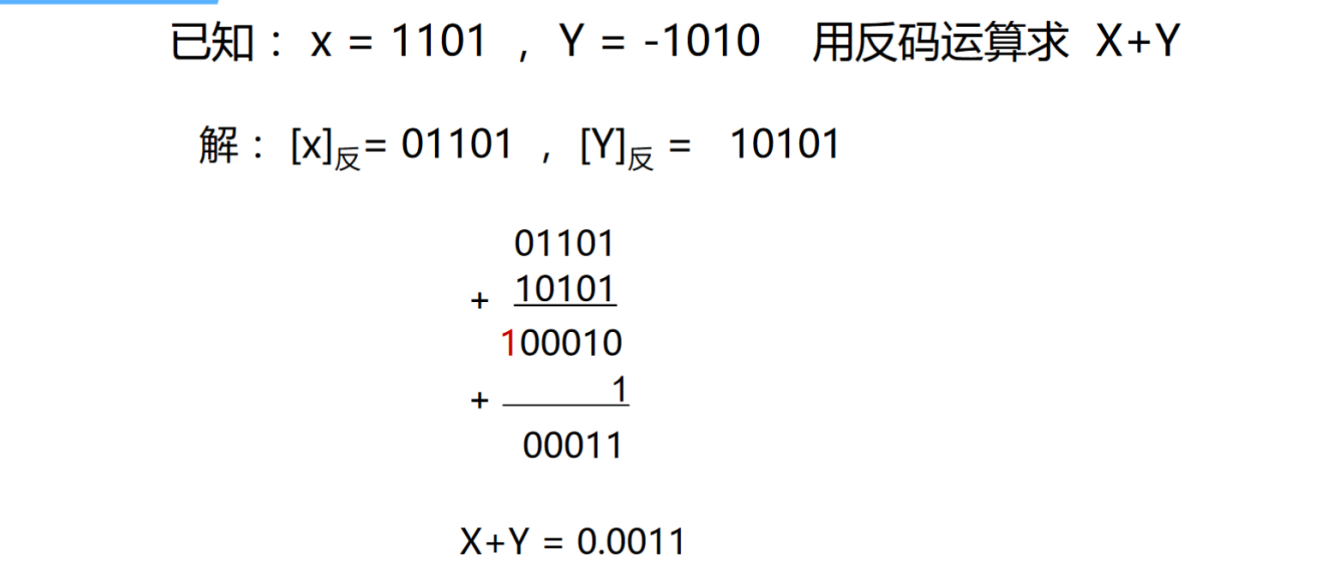 已知： x = 1101 ，Y = -1010 用反码运算求 X+Y
解：[x]反= 01101 ，[Y]反 = 10101
01101
+ 10101
100010
+ 1
00011
X+Y = 0.0011